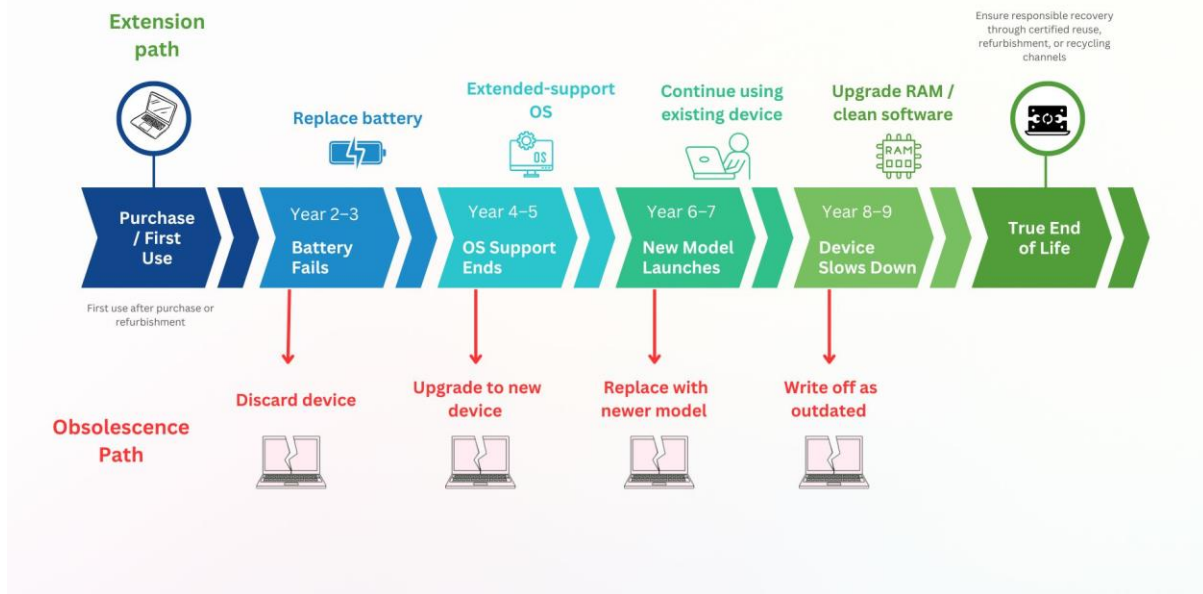 Extension
path
Ensure responsible recovery
through certified reuse,
refurbishment, or recycling
channels
Replace battery
Extended-support
OS
OS
Continue using
existing device
Upgrade RAM /
clean software
RAM
Purchase
/ First
Use
Year 2–3
Battery
Fails
Year 4–5
OS Support
Ends
Year 6–7
New Model
Launches
Year 8–9
Device
Slows Down
True End
of Life
First use after purchase or
refurbishment
Obsolescence
Path
Discard device
Upgrade to new
device
Replace with
newer model
Write off as
outdated